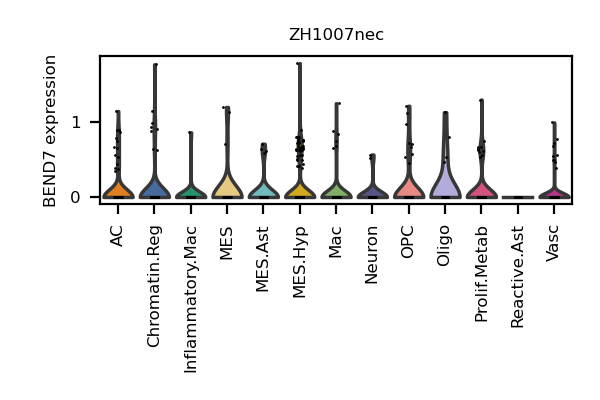 ZH1007nec
BEND7 expression
1
0
AC
Chromatin.Reg
Inflammatory.Mac
MES
MES.Ast
MES.Hyp
Mac
Neuron
OPC
Oligo
Prolif.Metab
Reactive.Ast
Vasc